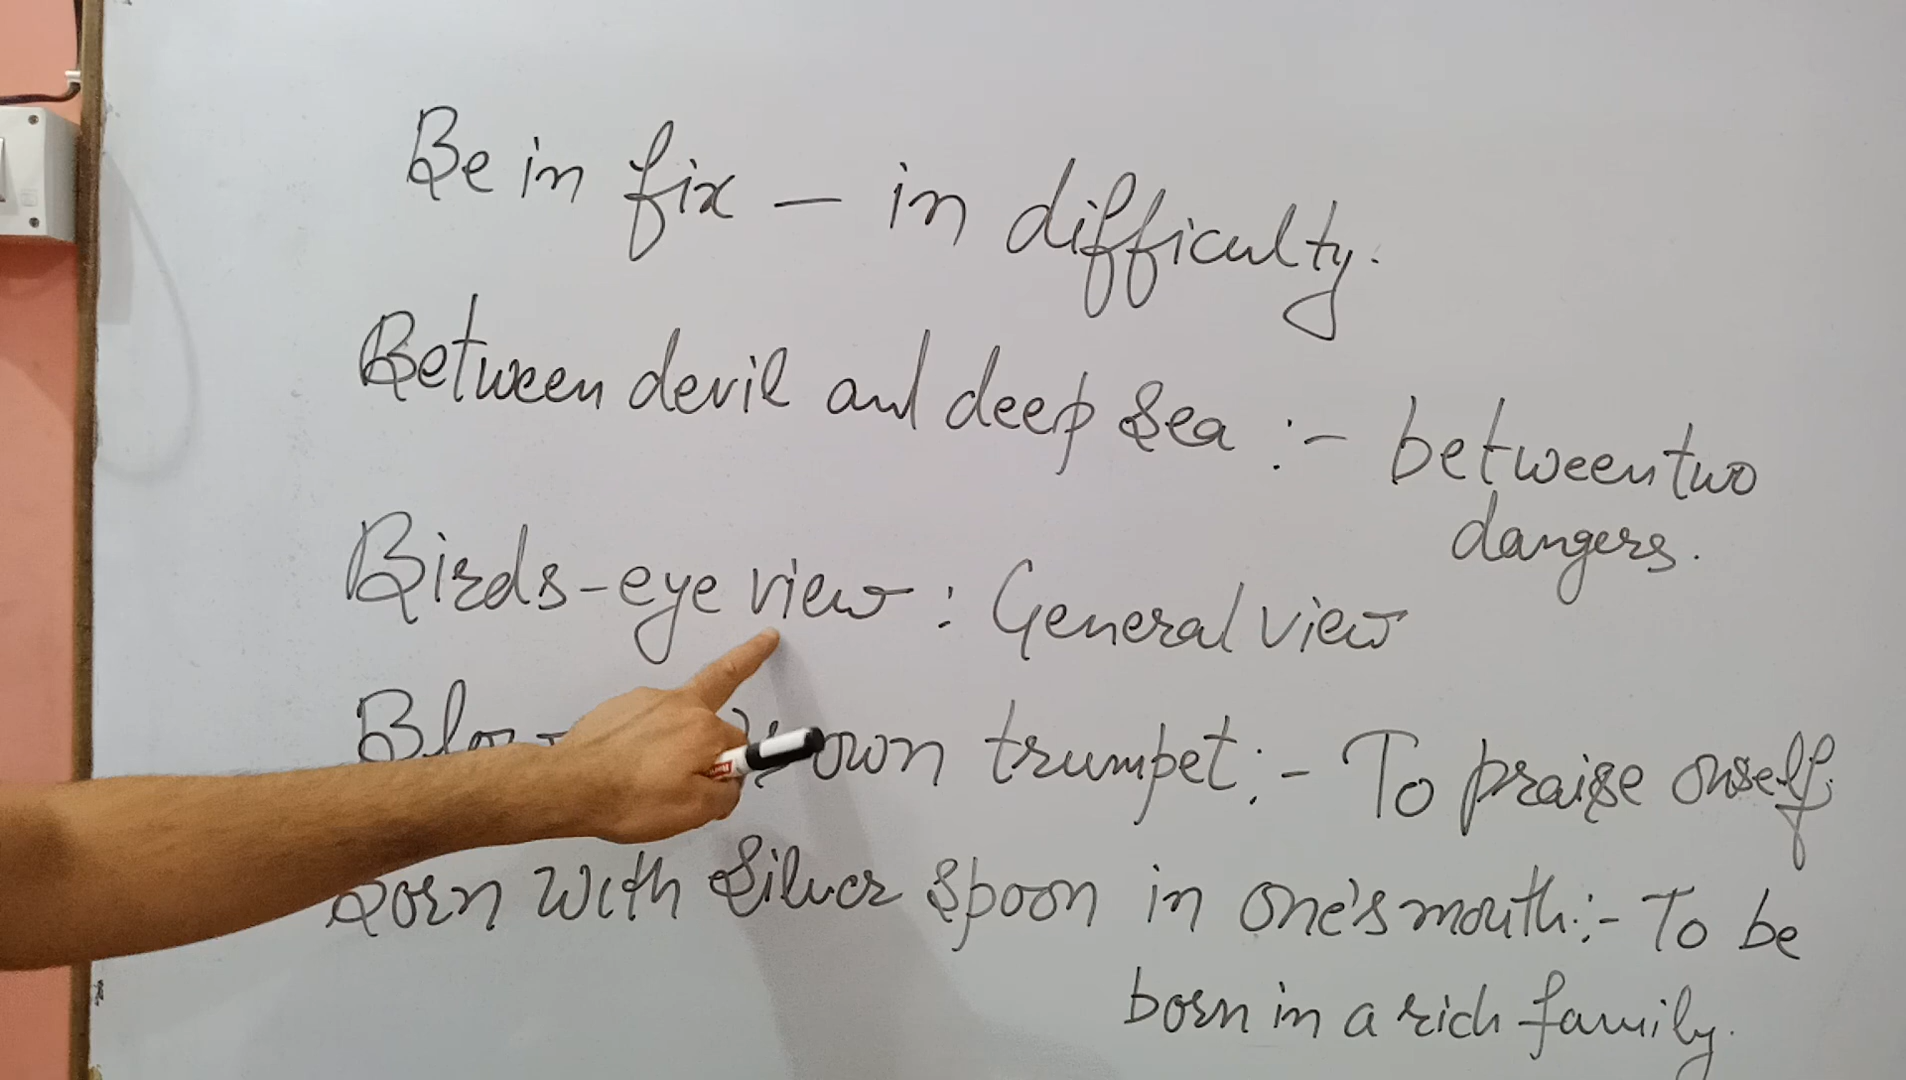 Be in fix – in difficulty.
Between devil and deep sea :- between two
dangers.
Birds-eye view : General view
own trumpet :- To praise onself.
Born with Silver spoon in one's mouth :- To be
born in a rich family.